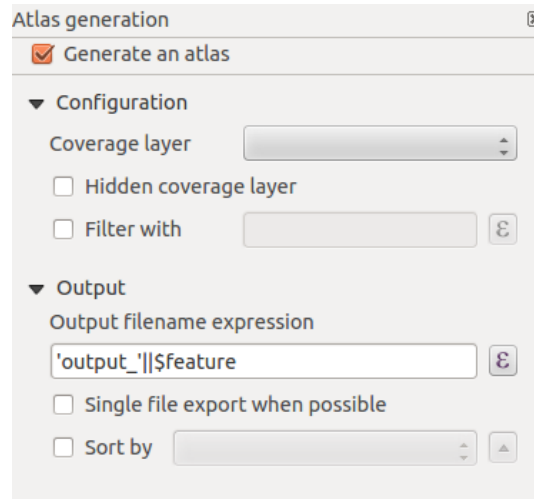 Atlas generation
Generate an atlas
Configuration
Coverage layer
Hidden coverage layer
Filter with
ε
Output
Output filename expression
'output_'||$feature
ε
Single file export when possible
Sort by